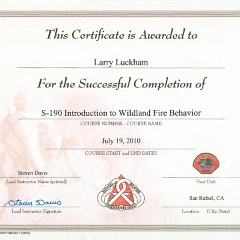 This Certificate is Awarded to
Larry Luckham
For the Successful Completion of
S-190 Introduction to Wildland Fire Behavior
COURSE NUMBER - COURSE NAME
July 19, 2010
COURSE START and END DATES
Steven Davis
Lead Instructor Name (printed)
Host Unit
Steven Davis
San Rafael, CA
Lead Instructor Signature
Location (City, State)